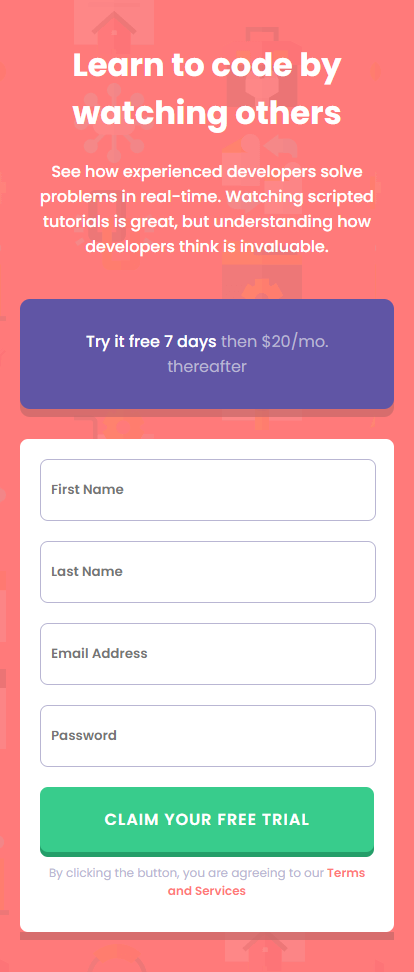 Learn to code by
watching others
See how experienced developers solve
problems in real-time. Watching scripted
tutorials is great, but understanding how
developers think is invaluable.
Try it free 7 days then $20/mo.
thereafter
First Name
Last Name
Email Address
Password
CLAIM YOUR FREE TRIAL
By clicking the button, you are agreeing to our Terms
and Services